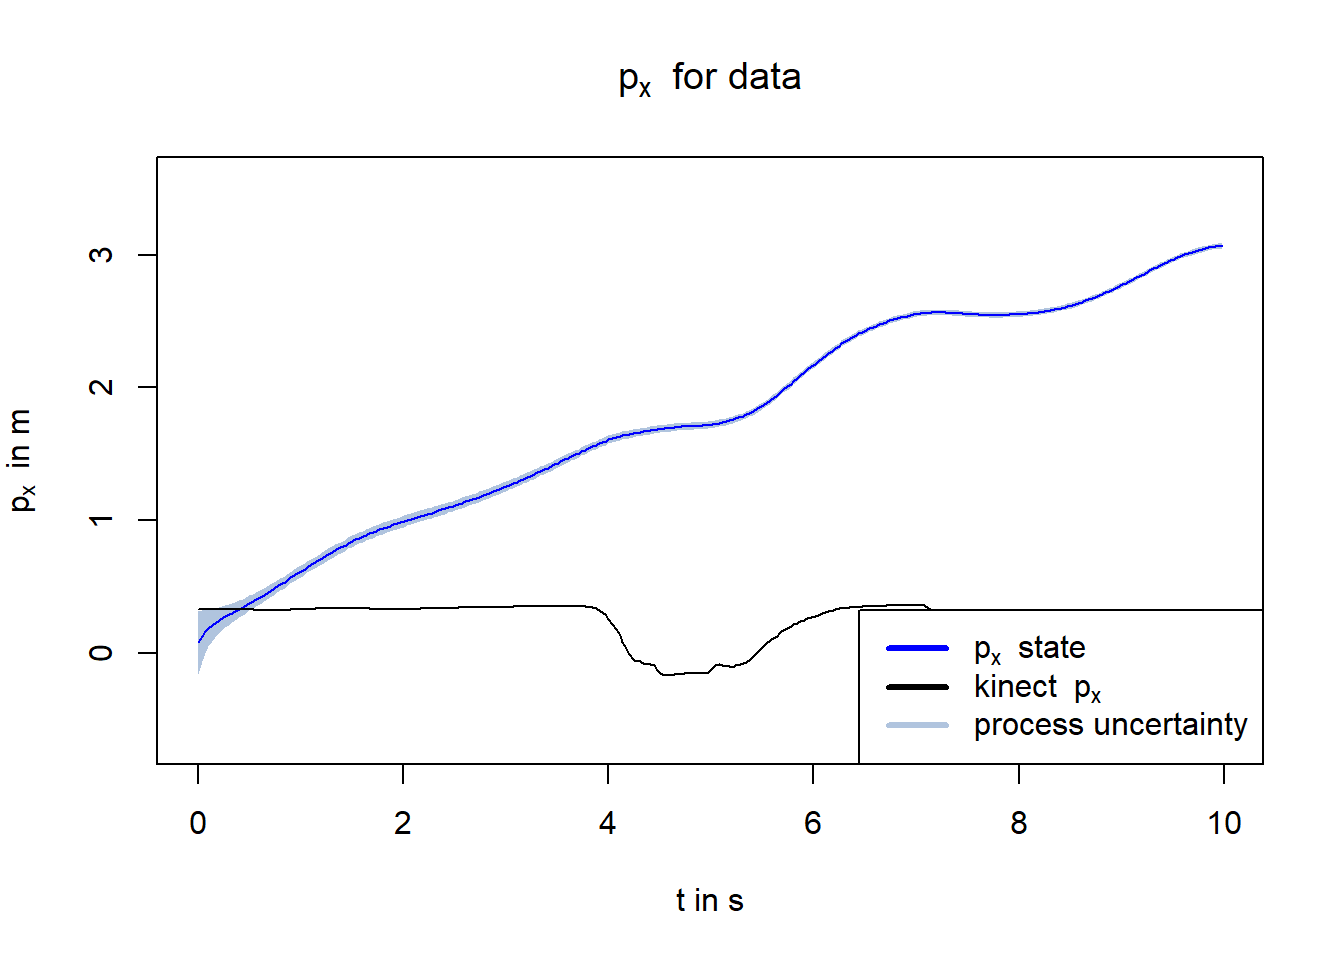 pₓ for data
3
2
1
0
pₓ in m
0 2 4 6 8 10
t in s
pₓ state
kinect pₓ
process uncertainty